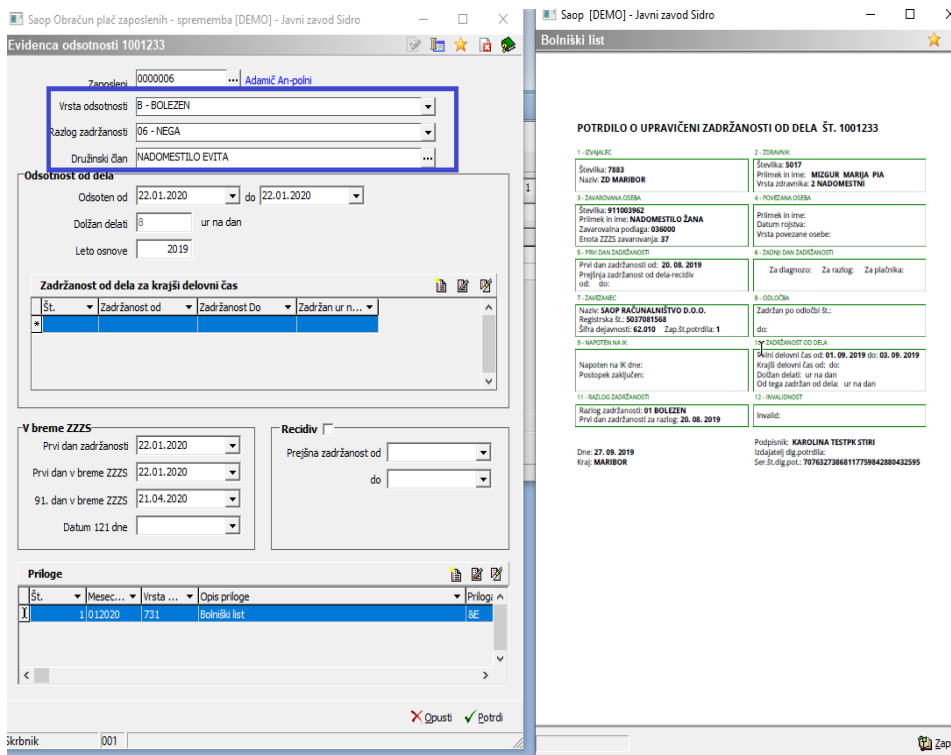 Saop Obračun plač zaposlenih - sprememba [DEMO] - Javni zavod Sidro
Evidenca odsotnosti 1001233
Zaposleni 0000006 ... Adamič An-polni
Vrsta odsotnosti B - BOLEZEN
Razlog zadržanosti 06 - NEGA
Družinski član NADOMESTILO EVITA ...
Odsotnost od dela
Odsoten od 22.01.2020 do 22.01.2020
Dolžan delati 8 ur na dan
Leto osnove 2019
Zadržanost od dela za krajši delovni čas
Št. Zadržanost od Zadržanost Do Zadržan ur n...
*
V breme ZZZS
Prvi dan zadržanosti 22.01.2020
Prvi dan v breme ZZZS 22.01.2020
91. dan v breme ZZZS 21.04.2020
Datum 121 dne
Recidiv
Prejšna zadržanost od
do
Priloge
Št. Mesec... Vrsta ... Opis priloge Priloga
1 012020 731 Bolniški list &E
Opusti Potrdi
Skrbnik 001
Saop [DEMO] - Javni zavod Sidro
Bolniški list
1
POTRDILO O UPRAVIČENI ZADRŽANOSTI OD DELA ŠT. 1001233
1 - IZVAJALEC
Številka: 7883
Naziv: ZD MARIBOR
2 - ZDRAVNIK
Številka: 5017
Priimek in ime: MIZGUR MARIJA PIA
Vrsta zdravnika: 2 NADOMESTNI
3 - ZAVAROVANA OSEBA
Številka: 911003962
Priimek in ime: NADOMESTILO ŽANA
Zavarovalna podlaga: 036000
Enota ZZZS zavarovanja: 37
4 - POVEZANA OSEBA
Priimek in ime:
Datum rojstva:
Vrsta povezane osebe:
5 - PRVI DAN ZADRŽANOSTI
Prvi dan zadržanosti od: 20. 08. 2019
Prejšnja zadržanost od dela-recidiv
od: do:
6 - ZADNJI DAN ZADRŽANOSTI
Za diagnozo: Za razlog: Za plačnika:
7 - ZAVEZANEC
Naziv: SAOP RAČUNALNIŠTVO D.O.O.
Registrska št.: 5037081568
Šifra dejavnosti: 62.010 Zap.št.potrdila: 1
8 - ODLOČBA
Zadržan po odločbi št.:
do:
9 - NAPOTEN NA IK
Napoten na IK dne:
Postopek zaključen:
ZADRŽANOST OD DELA
Polni delovni čas od: 01. 09. 2019 do: 03. 09. 2019
Krajši delovni čas od: do:
Dolžan delati: ur na dan
Od tega zadržan od dela: ur na dan
11 - RAZLOG ZADRŽANOSTI
Razlog zadržanosti: 01 BOLEZEN
Prvi dan zadržanosti za razlog: 20. 08. 2019
12 - INVALIDNOST
Invalid:
Dne: 27. 09. 2019
Kraj: MARIBOR
Podpisnik: KAROLINA TESTPK STIRI
Izdajatelj dig.potrdila:
Ser.št.dig.pot.: 70763273868117759842880432595
Zap